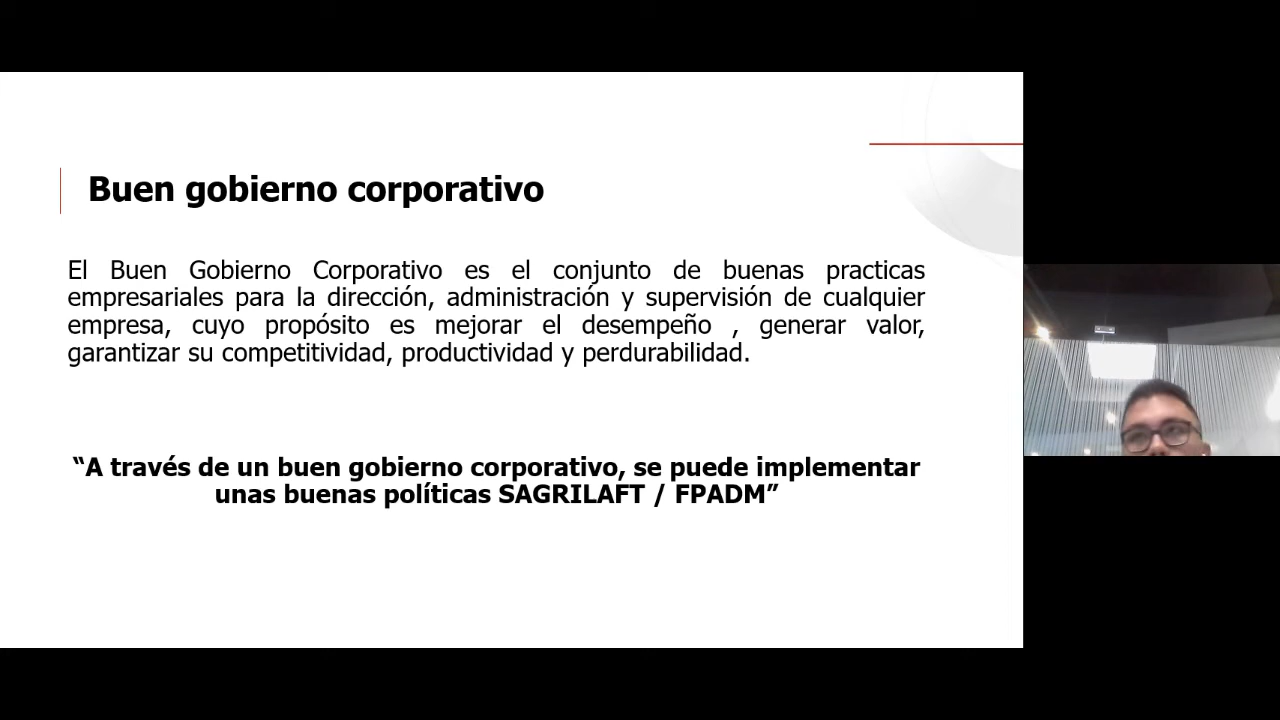 Buen gobierno corporativo
El Buen Gobierno Corporativo es el conjunto de buenas practicas
empresariales para la dirección, administración y supervisión de cualquier
empresa, cuyo propósito es mejorar el desempeño , generar valor,
garantizar su competitividad, productividad y perdurabilidad.
“A través de un buen gobierno corporativo, se puede implementar
unas buenas políticas SAGRILAFT / FPADM”